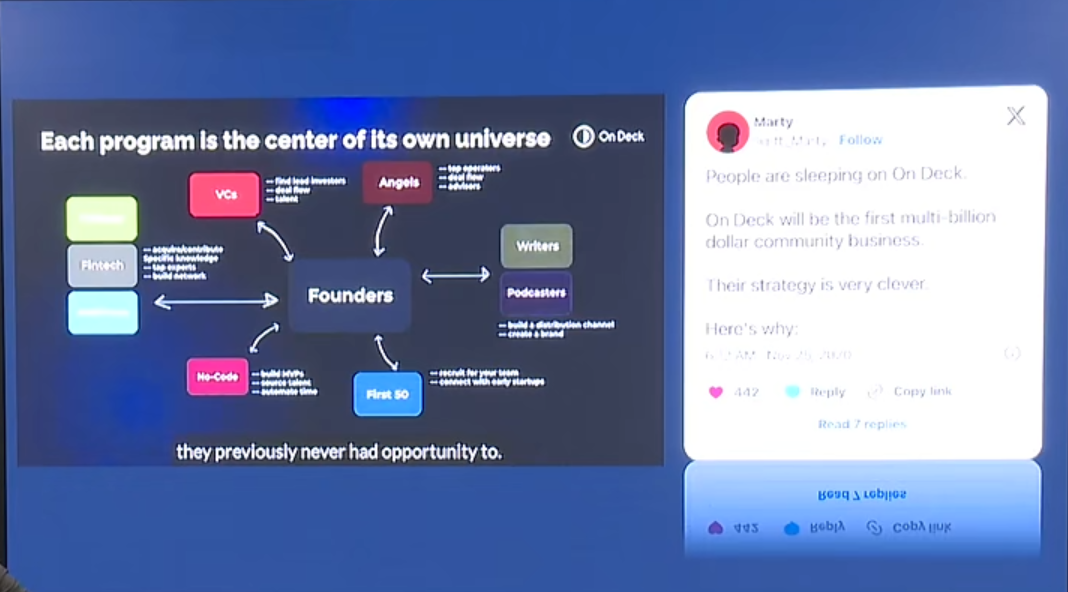 Each program is the center of its own universe
On Deck
VCs
— find lead investors
— deal flow
— talent
Angels
— top operators
— deal flow
— advisors
Fintech
— acquire/contribute
Specific knowledge
— tap experts
— build network
Founders
Writers
Podcasters
— build a distribution channel
— create a brand
No-Code
— build MVPs
— source talent
— automate time
First 50
— recruit for your team
— connect with early startups
they previously never had opportunity to.
Marty
Follow
People are sleeping on On Deck.
On Deck will be the first multi-billion
dollar community business.
Their strategy is very clever.
Here's why:
AM · Nov 25, 2020
442 Reply Copy link
Read 7 replies
Read 7 replies
442 Reply Copy link